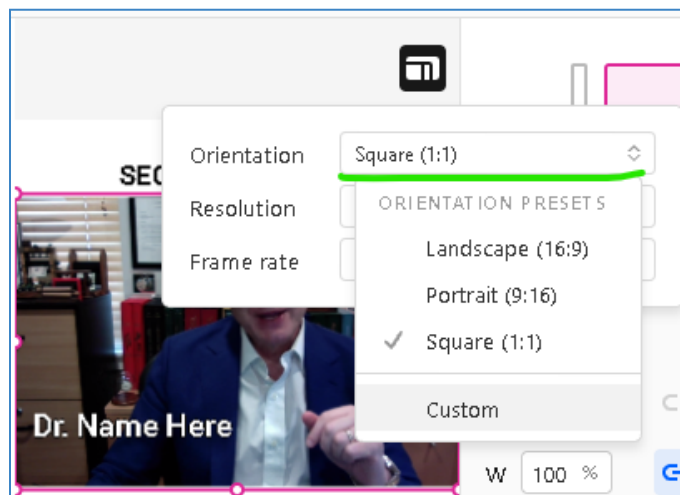 Orientation
Square (1:1)
ORIENTATION PRESETS
Resolution
Landscape (16:9)
Frame rate
Portrait (9:16)
Square (1:1)
Custom
Dr. Name Here
W 100 %